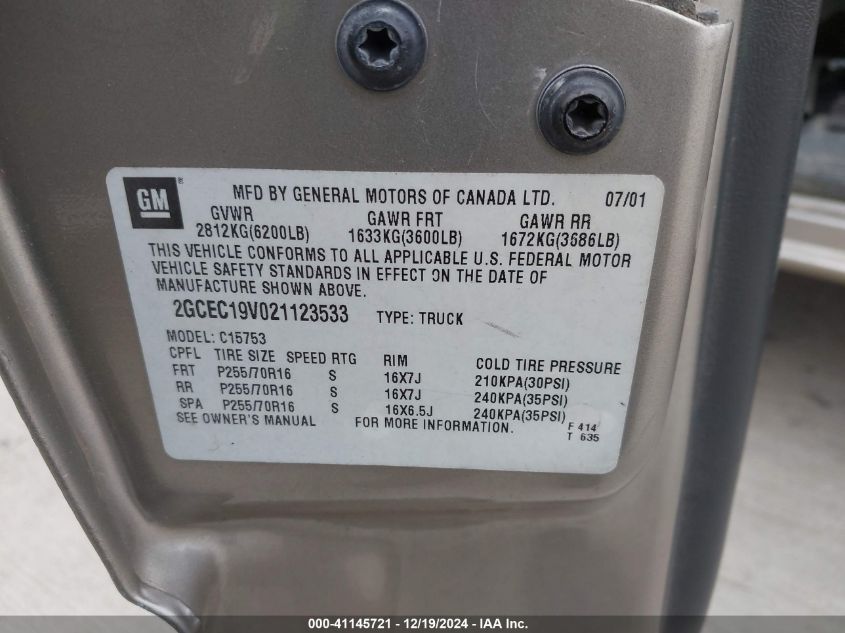 GM ® MFD BY GENERAL MOTORS OF CANADA LTD. 07/01
GVWR GAWR FRT GAWR RR
2812KG(6200LB) 1633KG(3600LB) 1672KG(3686LB)
THIS VEHICLE CONFORMS TO ALL APPLICABLE U.S. FEDERAL MOTOR
VEHICLE SAFETY STANDARDS IN EFFECT ON THE DATE OF
MANUFACTURE SHOWN ABOVE.
2GCEC19V021123533 TYPE: TRUCK
MODEL: C15753
CPFL TIRE SIZE SPEED RTG RIM COLD TIRE PRESSURE
FRT P255/70R16 S 16X7J 210KPA(30PSI)
RR P255/70R16 S 16X7J 240KPA(35PSI)
SPA P255/70R16 S 16X6.5J 240KPA(35PSI)
SEE OWNER'S MANUAL FOR MORE INFORMATION. F 414
T 635
000-41145721 / 12/19/2024 - IAA Inc.